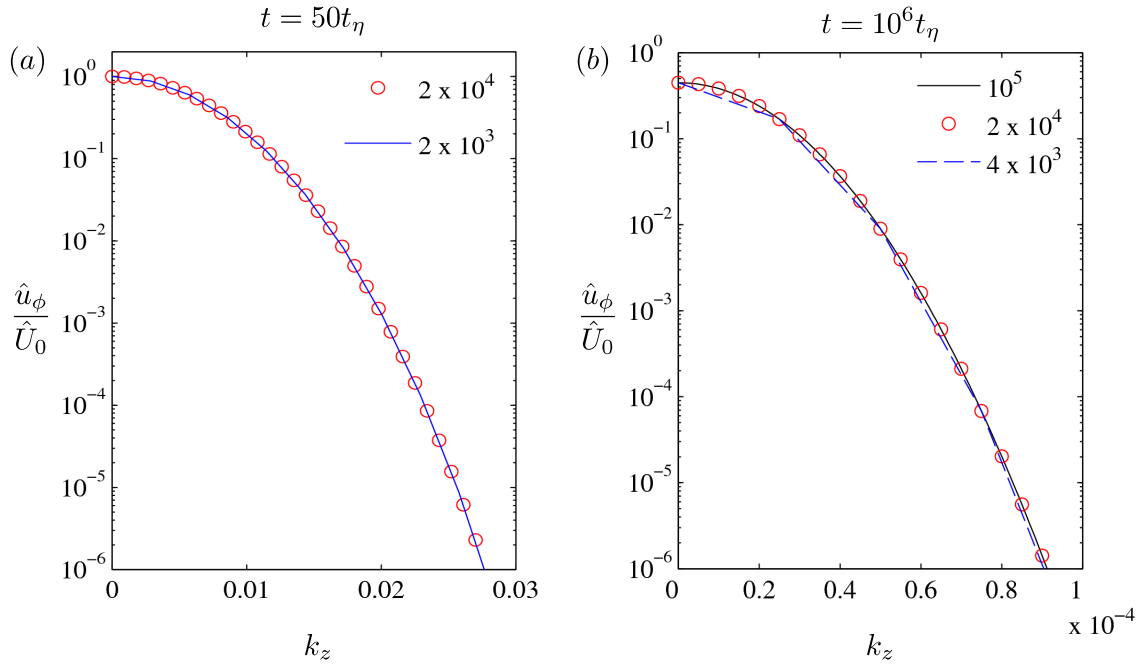 t = 50t_η
(a)
10^0
10^−1
10^−2
10^−3
10^−4
10^−5
10^−6
û_ϕ
Û_0
2 x 10^4
2 x 10^3
0
0.01
0.02
0.03
k_z
t = 10^6 t_η
(b)
10^0
10^−1
10^−2
10^−3
10^−4
10^−5
10^−6
û_ϕ
Û_0
10^5
2 x 10^4
4 x 10^3
0
0.2
0.4
0.6
0.8
1
x 10^−4
k_z